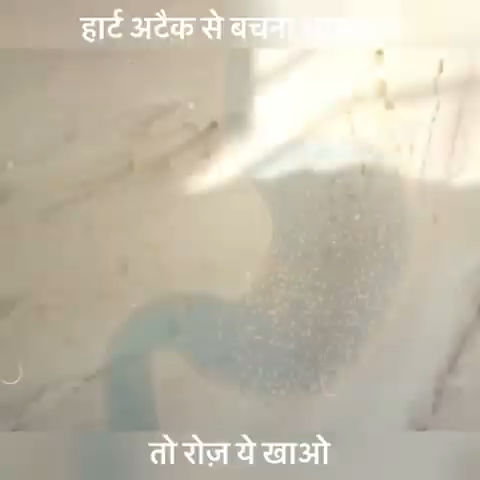 हार्ट अटैक से बचना
तो रोज़ ये खाओ